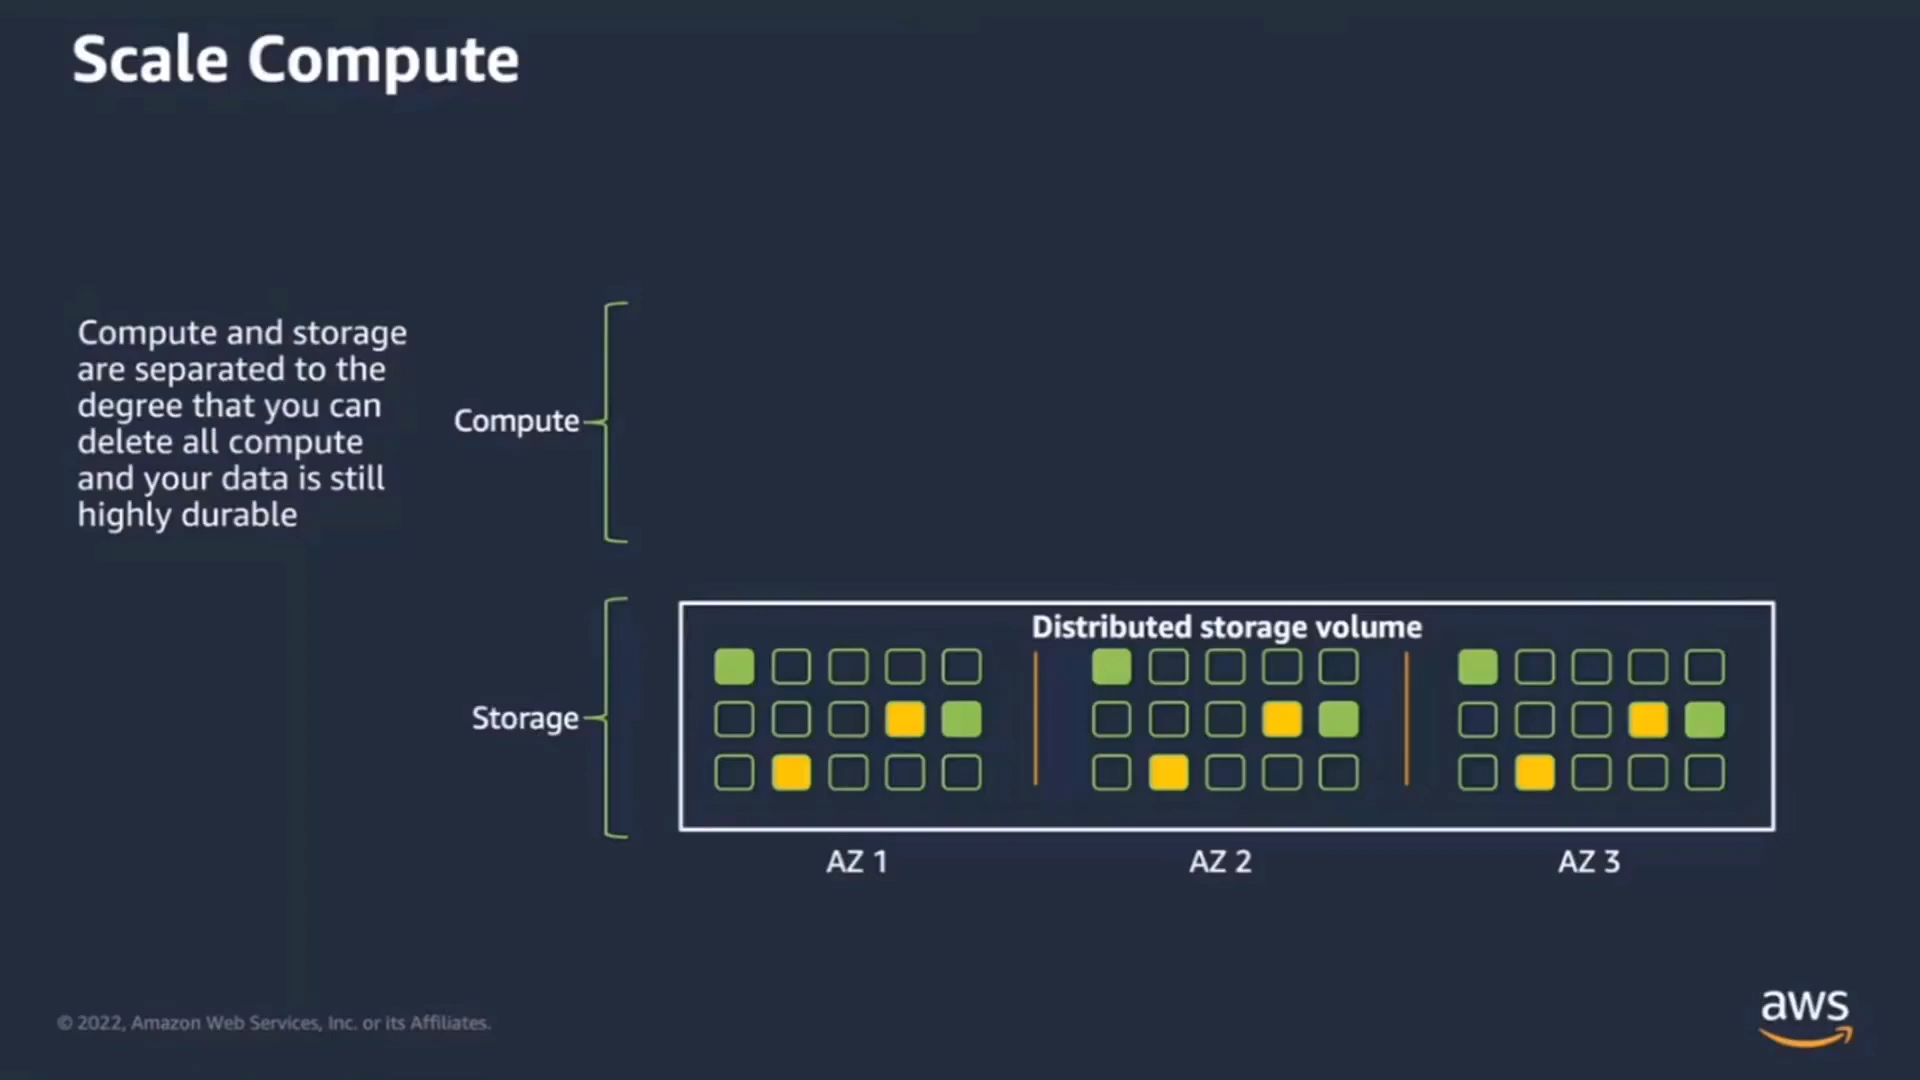 Scale Compute
Compute and storage
are separated to the
degree that you can
delete all compute
and your data is still
highly durable
Compute
Storage
Distributed storage volume
AZ 1
AZ 2
AZ 3
© 2022, Amazon Web Services, Inc. or its Affiliates.
aws